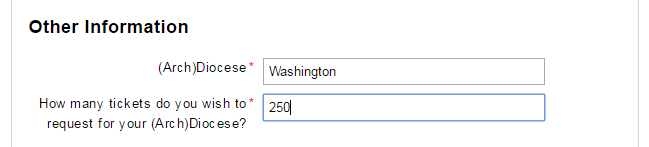 Other Information
(Arch)Diocese* Washington
How many tickets do you wish to* 250
request for your (Arch)Diocese?